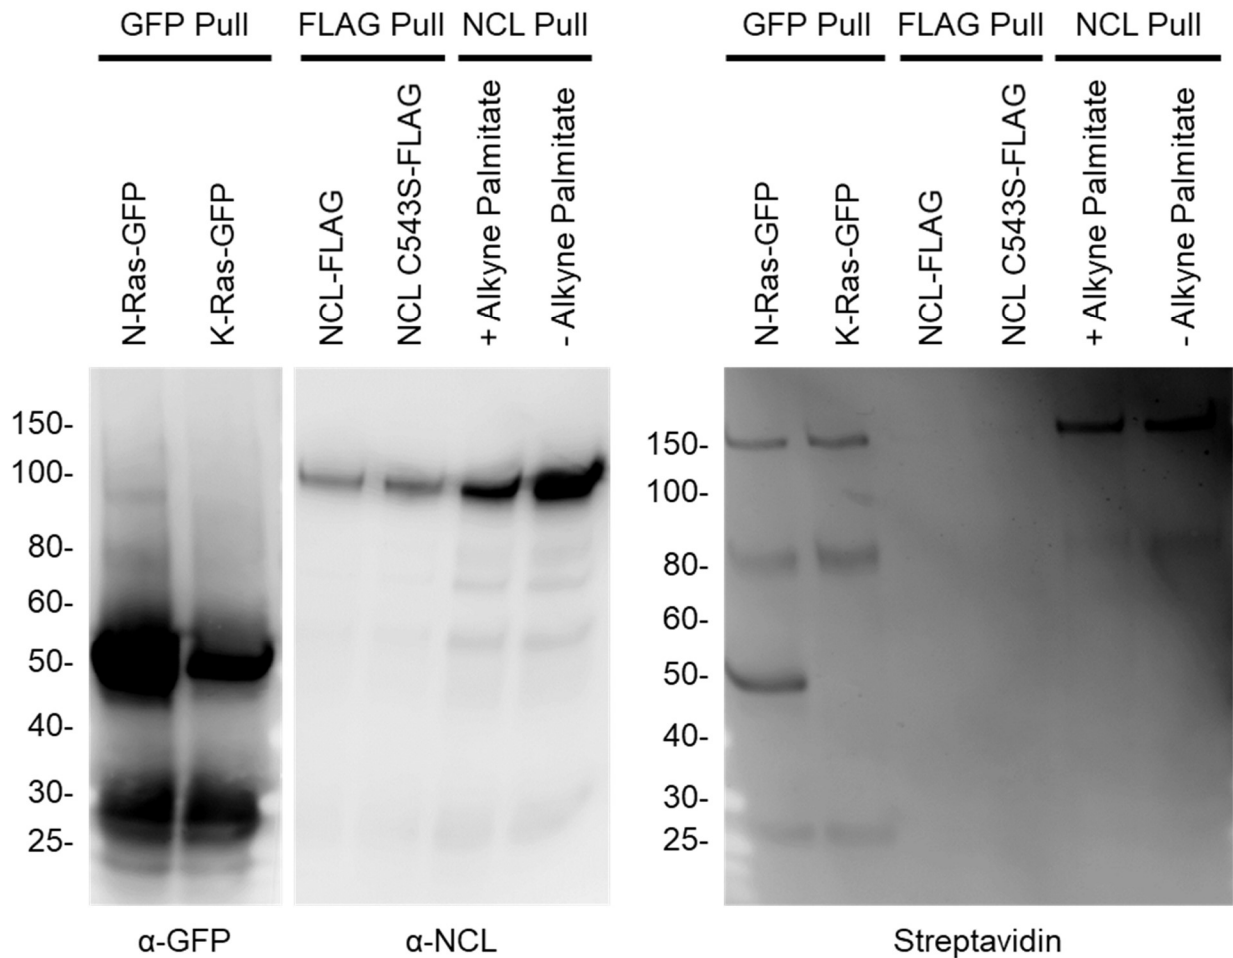 GFP Pull FLAG Pull NCL Pull
N-Ras-GFP
K-Ras-GFP
NCL-FLAG
NCL C543S-FLAG
+ Alkyne Palmitate
- Alkyne Palmitate
150-
100-
80-
60-
50-
40-
30-
25-
α-GFP
α-NCL
GFP Pull FLAG Pull NCL Pull
N-Ras-GFP
K-Ras-GFP
NCL-FLAG
NCL C543S-FLAG
+ Alkyne Palmitate
- Alkyne Palmitate
150-
100-
80-
60-
50-
40-
30-
25-
Streptavidin